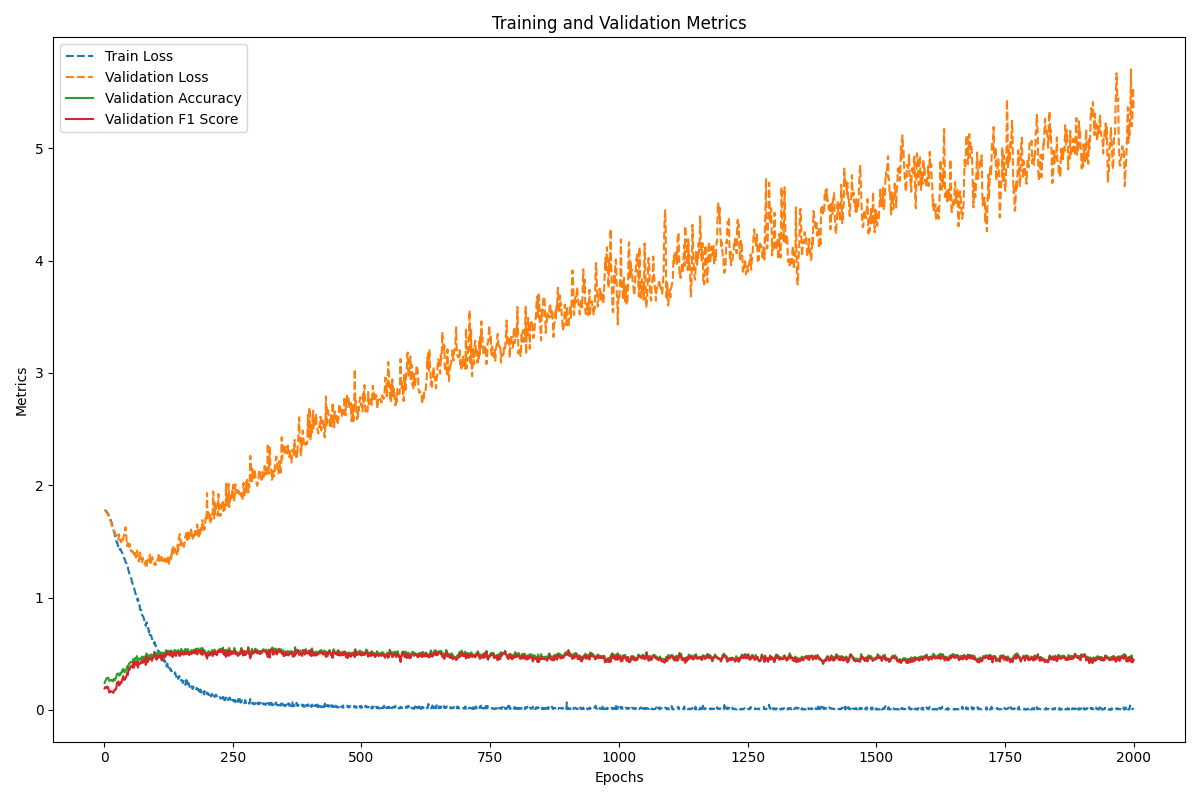 Training and Validation Metrics
Train Loss
Validation Loss
Validation Accuracy
Validation F1 Score
Metrics
5
4
3
2
1
0
0 250 500 750 1000 1250 1500 1750 2000
Epochs